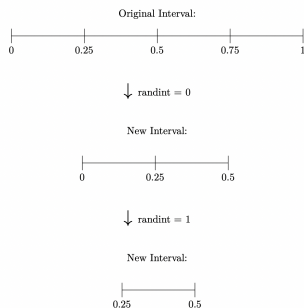 Original Interval:
0 0.25 0.5 0.75 1
↓ randint = 0
New Interval:
0 0.25 0.5
↓ randint = 1
New Interval:
0.25 0.5